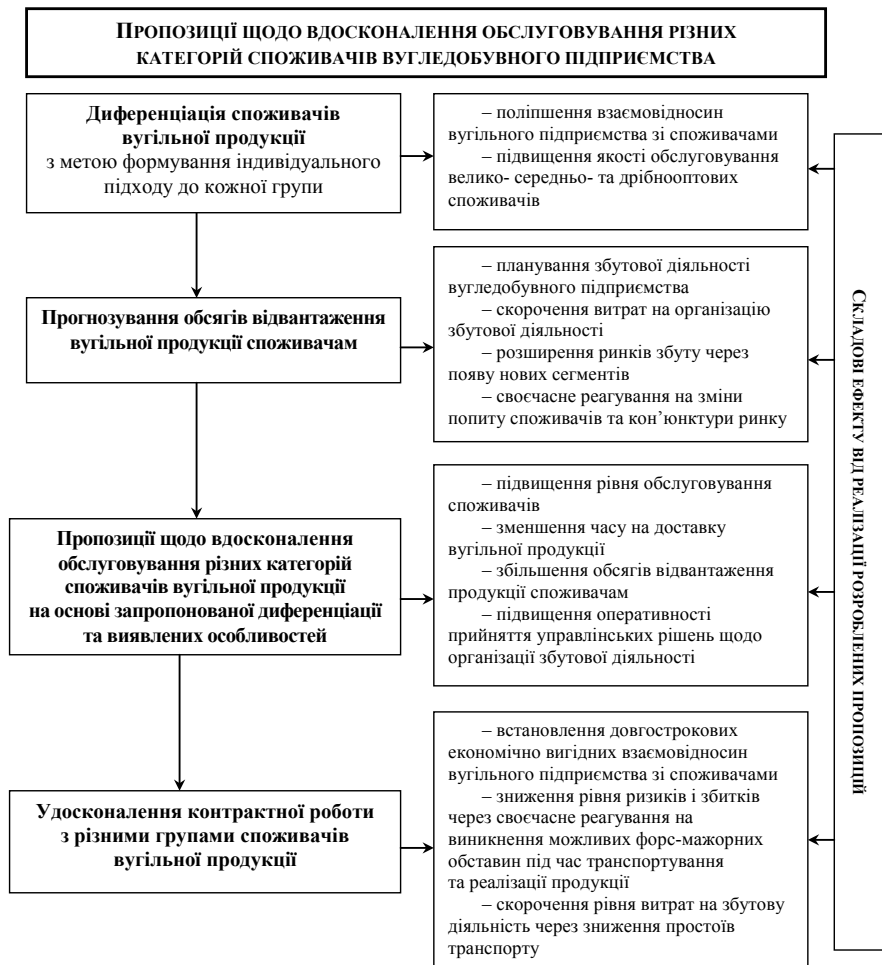 ПРОПОЗИЦІЇ ЩОДО ВДОСКОНАЛЕННЯ ОБСЛУГОВУВАННЯ РІЗНИХ
КАТЕГОРІЙ СПОЖИВАЧІВ ВУГЛЕДОБУВНОГО ПІДПРИЄМСТВА
Диференціація споживачів
вугільної продукції
з метою формування індивідуального
підходу до кожної групи
– поліпшення взаємовідносин
вугільного підприємства зі споживачами
– підвищення якості обслуговування
велико- середньо- та дрібнооптових
споживачів
Прогнозування обсягів відвантаження
вугільної продукції споживачам
– планування збутової діяльності
вугледобувного підприємства
– скорочення витрат на організацію
збутової діяльності
– розширення ринків збуту через
появу нових сегментів
– своєчасне реагування на зміни
попиту споживачів та кон’юнктури ринку
Пропозиції щодо вдосконалення
обслуговування різних категорій
споживачів вугільної продукції
на основі запропонованої диференціації
та виявлених особливостей
– підвищення рівня обслуговування
споживачів
– зменшення часу на доставку
вугільної продукції
– збільшення обсягів відвантаження
продукції споживачам
– підвищення оперативності
прийняття управлінських рішень щодо
організації збутової діяльності
Удосконалення контрактної роботи
з різними групами споживачів
вугільної продукції
– встановлення довгострокових
економічно вигідних взаємовідносин
вугільного підприємства зі споживачами
– зниження рівня ризиків і збитків
через своєчасне реагування на
виникнення можливих форс-мажорних
обставин під час транспортування
та реалізації продукції
– скорочення рівня витрат на збутову
діяльність через зниження простоїв
транспорту
СКЛАДОВІ ЕФЕКТУ ВІД РЕАЛІЗАЦІЇ РОЗРОБЛЕНИХ ПРОПОЗИЦІЙ